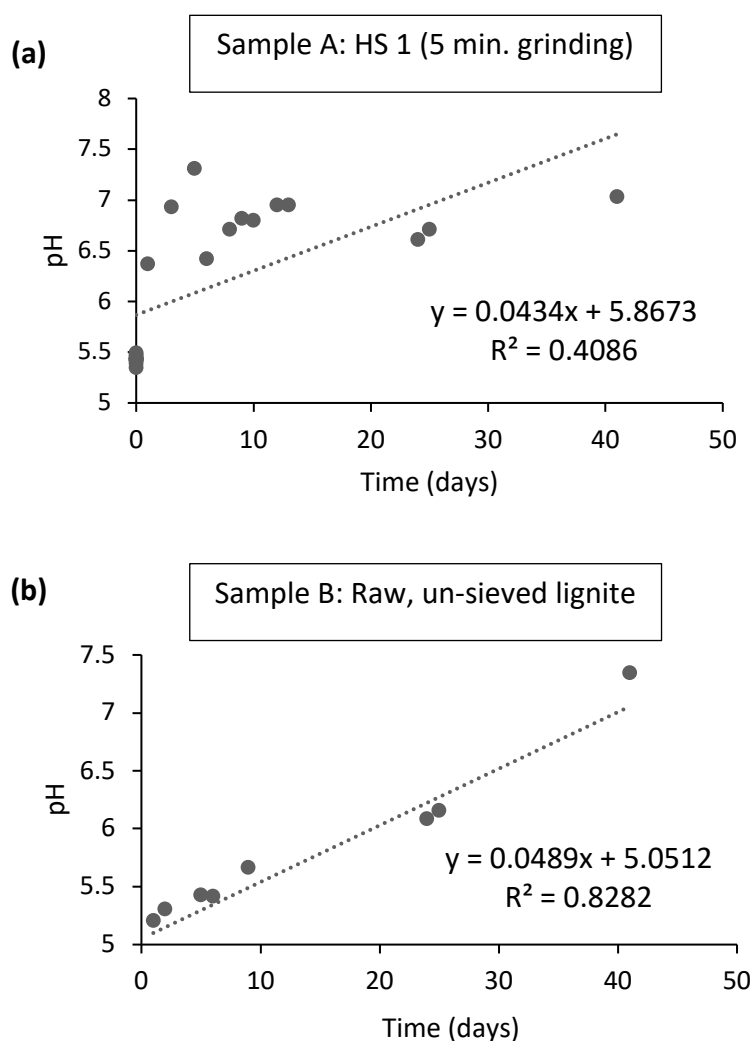 (a)
Sample A: HS 1 (5 min. grinding)
8
7.5
7
6.5
6
5.5
5
pH
y = 0.0434x + 5.8673
R² = 0.4086
0 10 20 30 40 50
Time (days)
(b)
Sample B: Raw, un-sieved lignite
7.5
7
6.5
6
5.5
5
pH
y = 0.0489x + 5.0512
R² = 0.8282
0 10 20 30 40 50
Time (days)